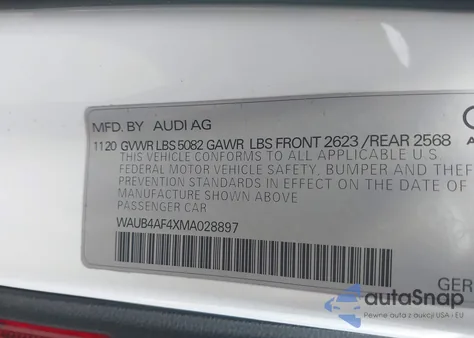 MFD. BY AUDI AG
1120 GVWR LBS 5082 GAWR LBS FRONT 2623 /REAR 2568
THIS VEHICLE CONFORMS TO ALL APPLICABLE U.S.
FEDERAL MOTOR VEHICLE SAFETY, BUMPER AND THEFT
PREVENTION STANDARDS IN EFFECT ON THE DATE OF
MANUFACTURE SHOWN ABOVE
PASSENGER CAR
WAUB4AF4XMA028897
GER
autoSnap
Pewne auta z aukcji USA i EU